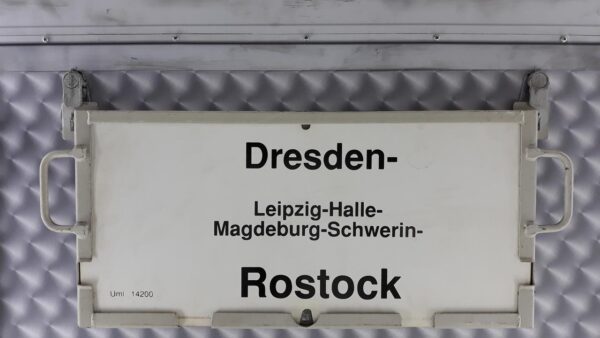 Dresden-
Leipzig-Halle-
Magdeburg-Schwerin-
Rostock
Uml 14200